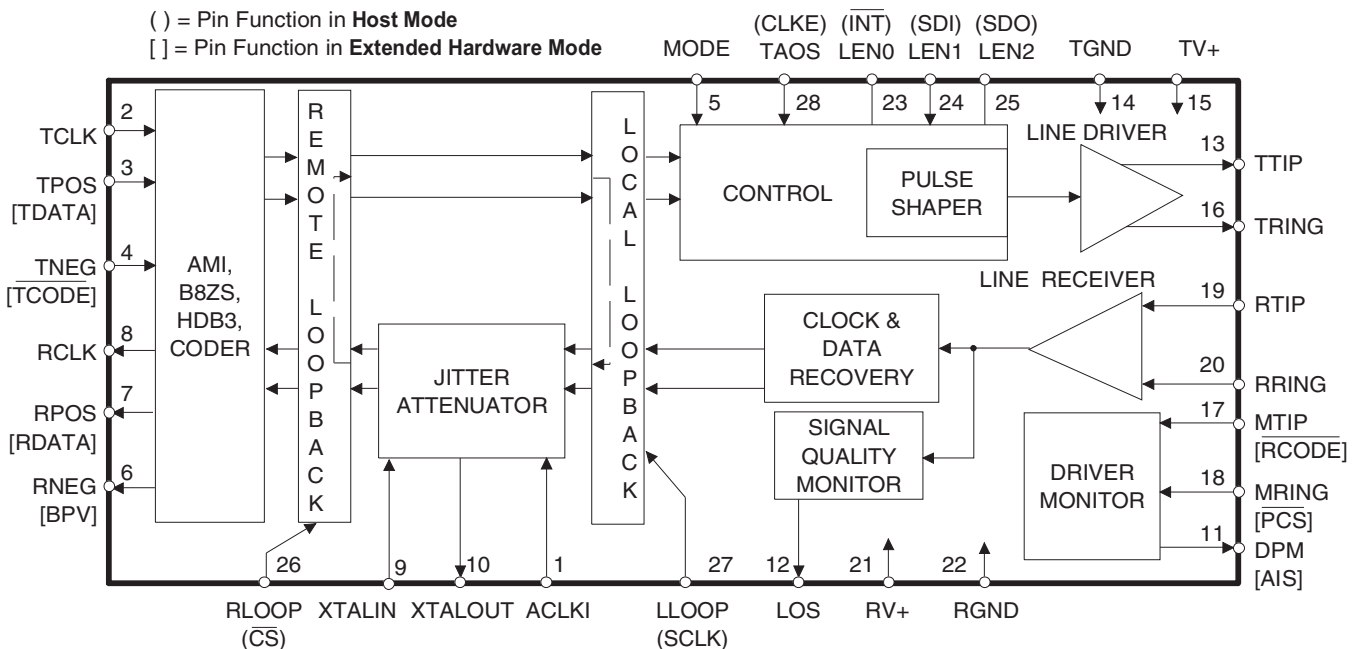 ( ) = Pin Function in Host Mode
[ ] = Pin Function in Extended Hardware Mode
(CLKE) (INT) (SDI) (SDO)
MODE TAOS LEN0 LEN1 LEN2 TGND TV+
5 28 23 24 25 14 15
2
TCLK
3
TPOS
[TDATA]
4
TNEG
[TCODE]
8
RCLK
7
RPOS
[RDATA]
6
RNEG
[BPV]
AMI,
B8ZS,
HDB3,
CODER
REMOTE LOOPBACK
JITTER
ATTENUATOR
LOCAL LOOPBACK
CONTROL
PULSE
SHAPER
LINE DRIVER
13
TTIP
16
TRING
LINE RECEIVER
CLOCK &
DATA
RECOVERY
19
RTIP
20
RRING
SIGNAL
QUALITY
MONITOR
DRIVER
MONITOR
17
MTIP
[RCODE]
18
MRING
[PCS]
11
DPM
[AIS]
26 9 10 1 27 12 21 22
RLOOP XTALIN XTALOUT ACLKI LLOOP LOS RV+ RGND
(CS) (SCLK)